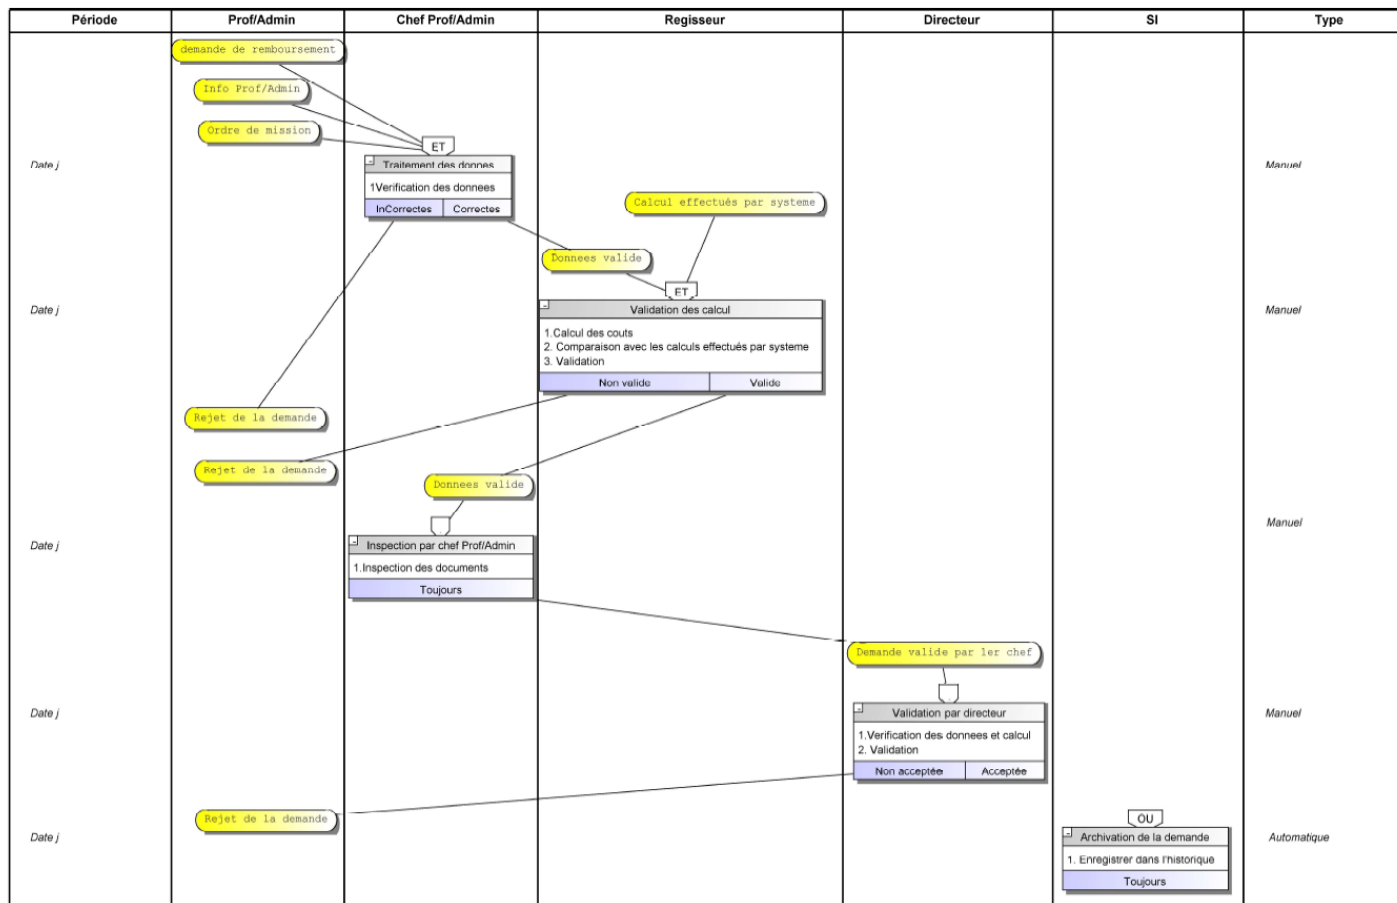 Période
Prof/Admin
Chef Prof/Admin
Regisseur
Directeur
SI
Type
demande de remboursement
Info Prof/Admin
Ordre de mission
ET
Date j
Traitement des donnes
Manuel
1Verification des donnees
InCorrectes
Correctes
Calcul effectués par systeme
Donnees valide
ET
Date j
Validation des calcul
Manuel
1.Calcul des couts
2. Comparaison avec les calculs effectués par systeme
3. Validation
Non valide
Valide
Rejet de la demande
Rejet de la demande
Donnees valide
Manuel
Date j
Inspection par chef Prof/Admin
1.Inspection des documents
Toujours
Demande valide par 1er chef
Date j
Validation par directeur
Manuel
1.Verification des donnees et calcul
2. Validation
Non acceptée
Acceptée
Rejet de la demande
OU
Date j
Archivation de la demande
Automatique
1. Enregistrer dans l'historique
Toujours